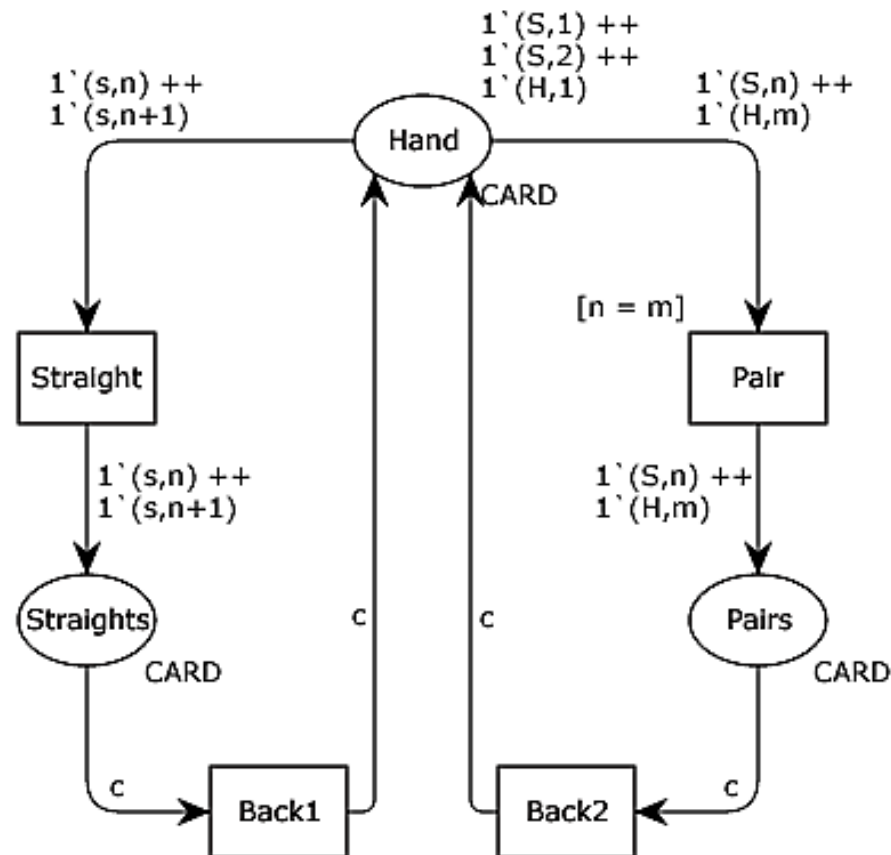 1`(S,1) ++
1`(S,2) ++
1`(H,1)
1`(s,n) ++
1`(s,n+1)
1`(S,n) ++
1`(H,m)
Hand
CARD
[n = m]
Straight
Pair
1`(s,n) ++
1`(s,n+1)
1`(S,n) ++
1`(H,m)
Straights
c
c
Pairs
CARD
CARD
c
Back1
Back2
c